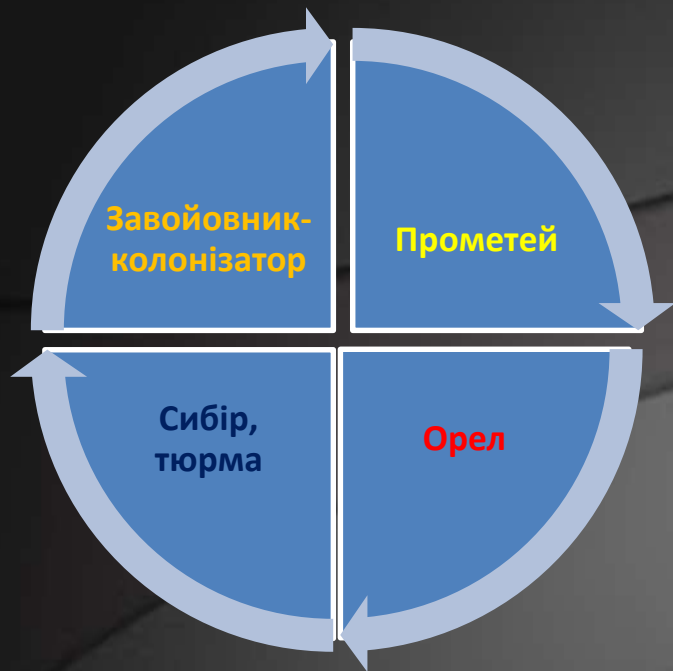 Завойовник-
колонізатор
Прометей
Сибір,
тюрма
Орел